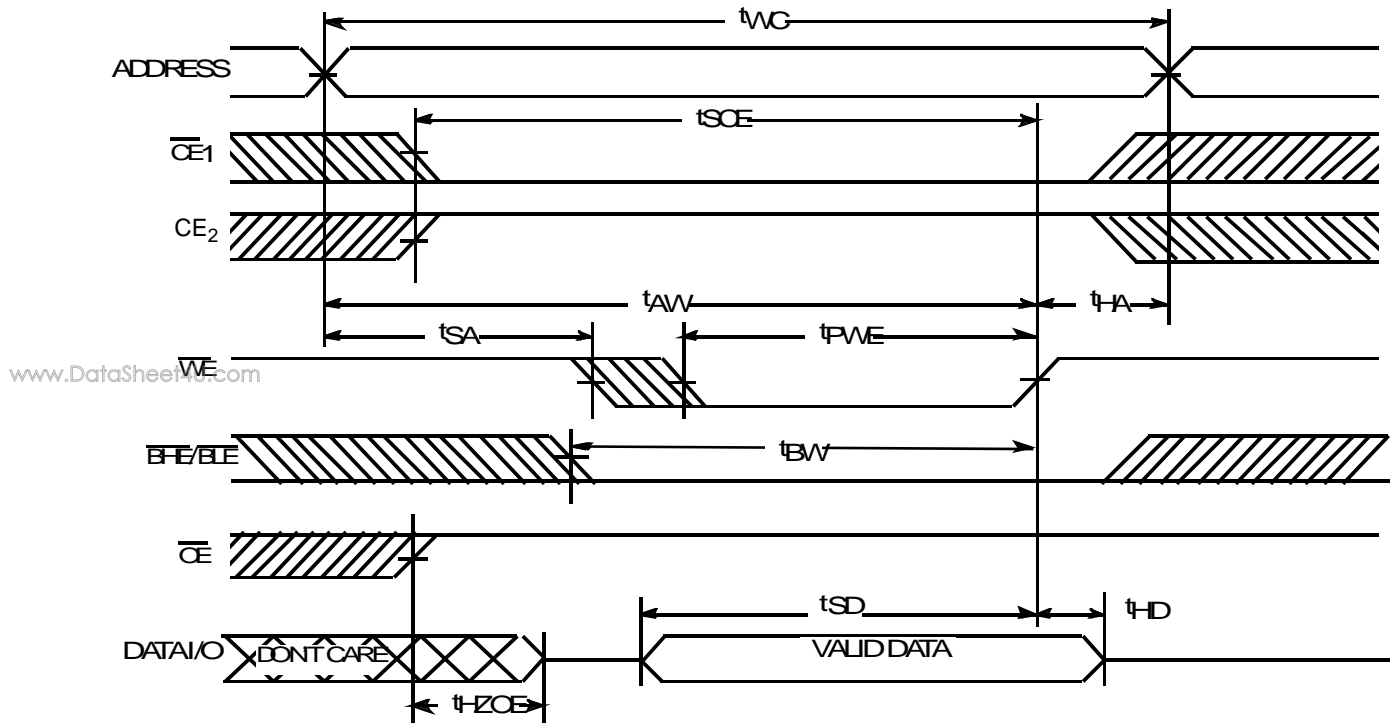 tWC
ADDRESS
tSCE
CE1
CE2
tAW
tHA
tSA
tPWE
WE
www.DataSheet4U.com
BHE/BLE
tBW
OE
tSD
tHD
DATA I/O
DON'T CARE
VALID DATA
tHZOE